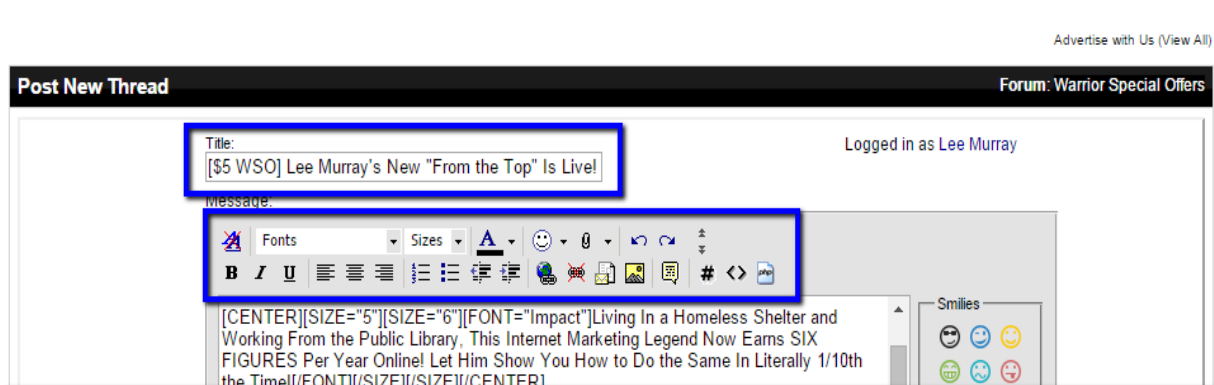 Advertise with Us (View All)
Post New Thread
Forum: Warrior Special Offers
Title:
Logged in as Lee Murray
[$5 WSO] Lee Murray's New "From the Top" Is Live!
Message:
Fonts
Sizes
A
B I U
# <> php
[CENTER][SIZE="5"][SIZE="6"][FONT="Impact"]Living In a Homeless Shelter and
Working From the Public Library, This Internet Marketing Legend Now Earns SIX
FIGURES Per Year Online! Let Him Show You How to Do the Same In Literally 1/10th
the Time![/FONT][/SIZE][/SIZE][/CENTER]
Smilies